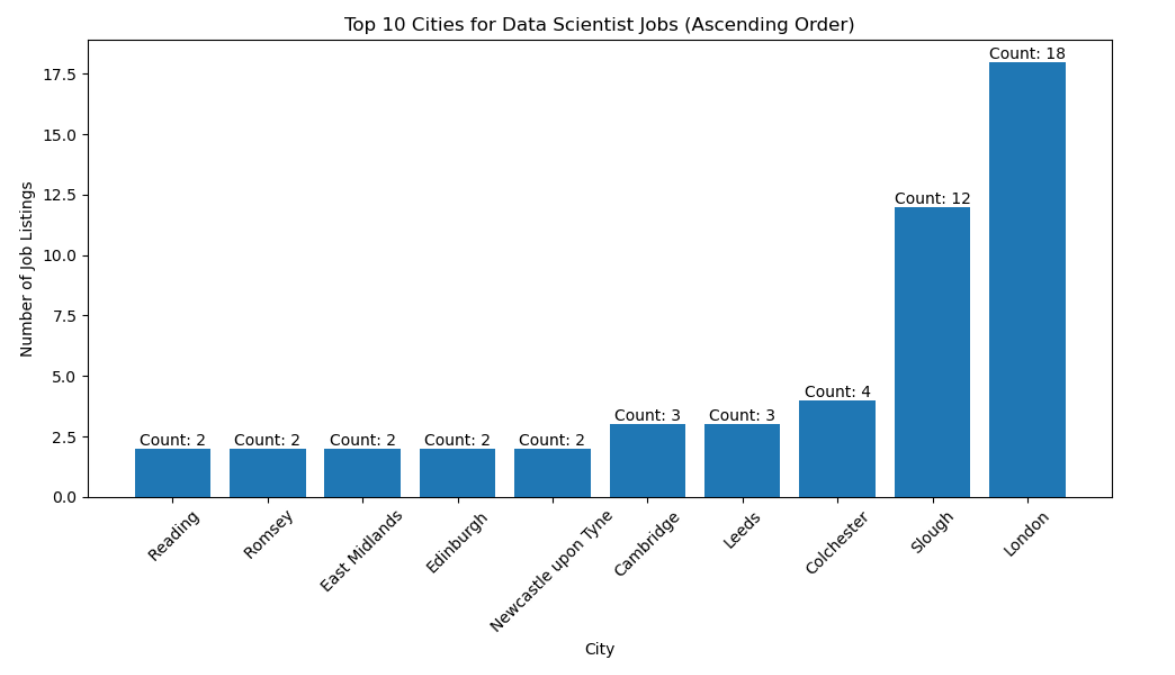 Top 10 Cities for Data Scientist Jobs (Ascending Order)
Number of Job Listings
17.5
15.0
12.5
10.0
7.5
5.0
2.5
0.0
Count: 2
Count: 2
Count: 2
Count: 2
Count: 2
Count: 3
Count: 3
Count: 4
Count: 12
Count: 18
Reading
Romsey
East Midlands
Edinburgh
Newcastle upon Tyne
Cambridge
Leeds
Colchester
Slough
London
City